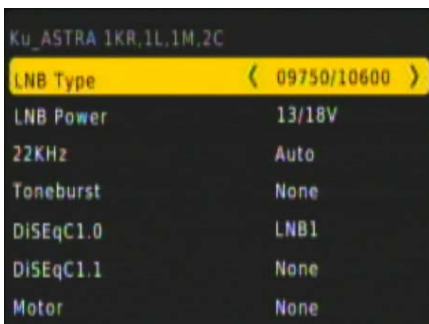 Ku_ASTRA 1KR,1L,1M,2C
LNB Type 〈 09750/10600 〉
LNB Power 13/18V
22KHz Auto
Toneburst None
DiSEqC1.0 LNB1
DiSEqC1.1 None
Motor None